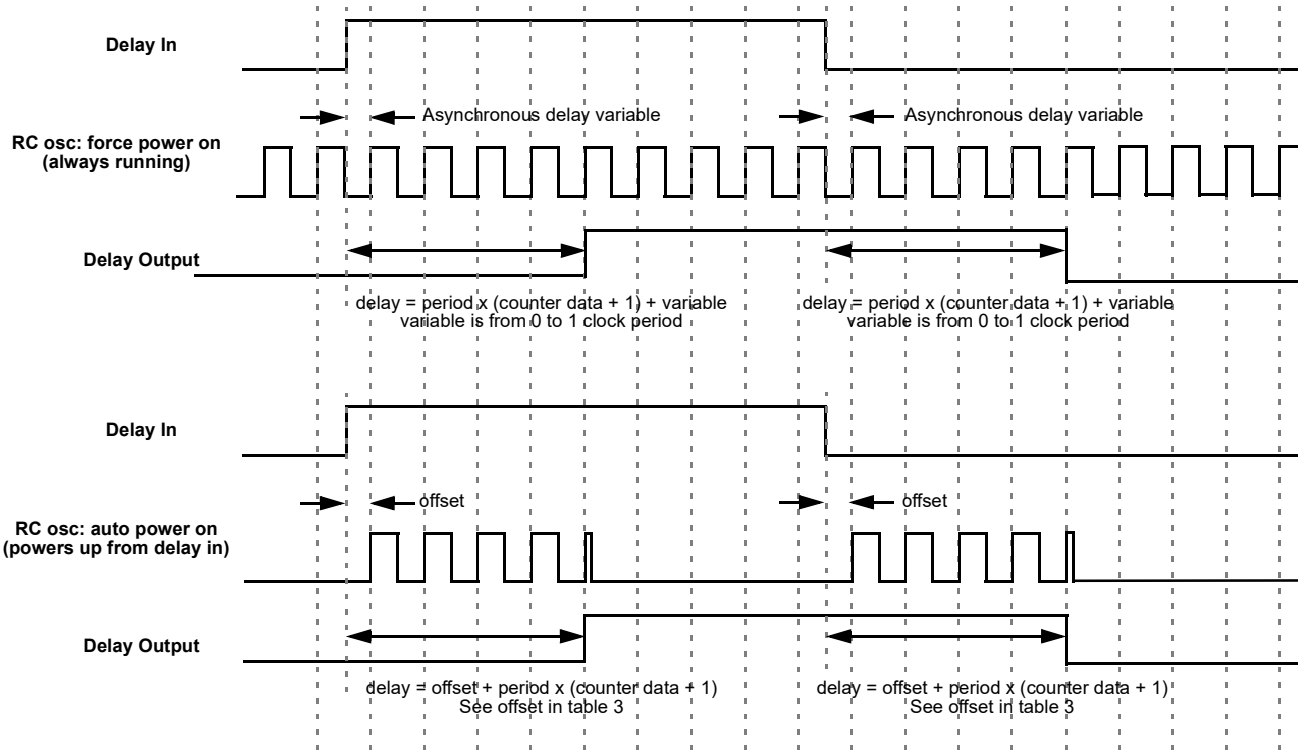 Delay In
Asynchronous delay variable
Asynchronous delay variable
RC osc: force power on
(always running)
Delay Output
delay = period x (counter data + 1) + variable
variable is from 0 to 1 clock period
delay = period x (counter data + 1) + variable
variable is from 0 to 1 clock period
Delay In
offset
offset
RC osc: auto power on
(powers up from delay in)
Delay Output
delay = offset + period x (counter data + 1)
See offset in table 3
delay = offset + period x (counter data + 1)
See offset in table 3